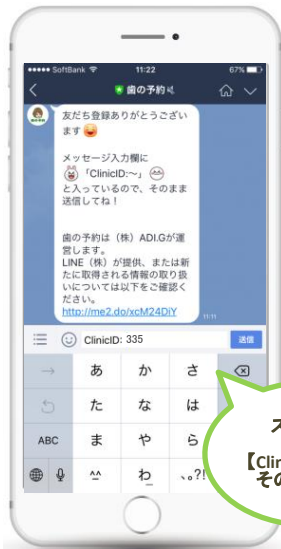 SoftBank 11:22 67%
歯の予約
友だち登録ありがとうござい
ます
メッセージ入力欄に
「ClinicID:~」
と入っているので、そのまま
送信してね！
歯の予約は（株）ADI.Gが運
営します。
LINE（株）が提供、または新
たに取得される情報の取り扱
いについては以下をご確認く
ださい。
http://me2.do/xcM24DiY
11:11
ClinicID: 335
送信
→ あ か さ
た な は
ABC ま や ら
^^ わ_ 、。?!
ス
【Clin
その